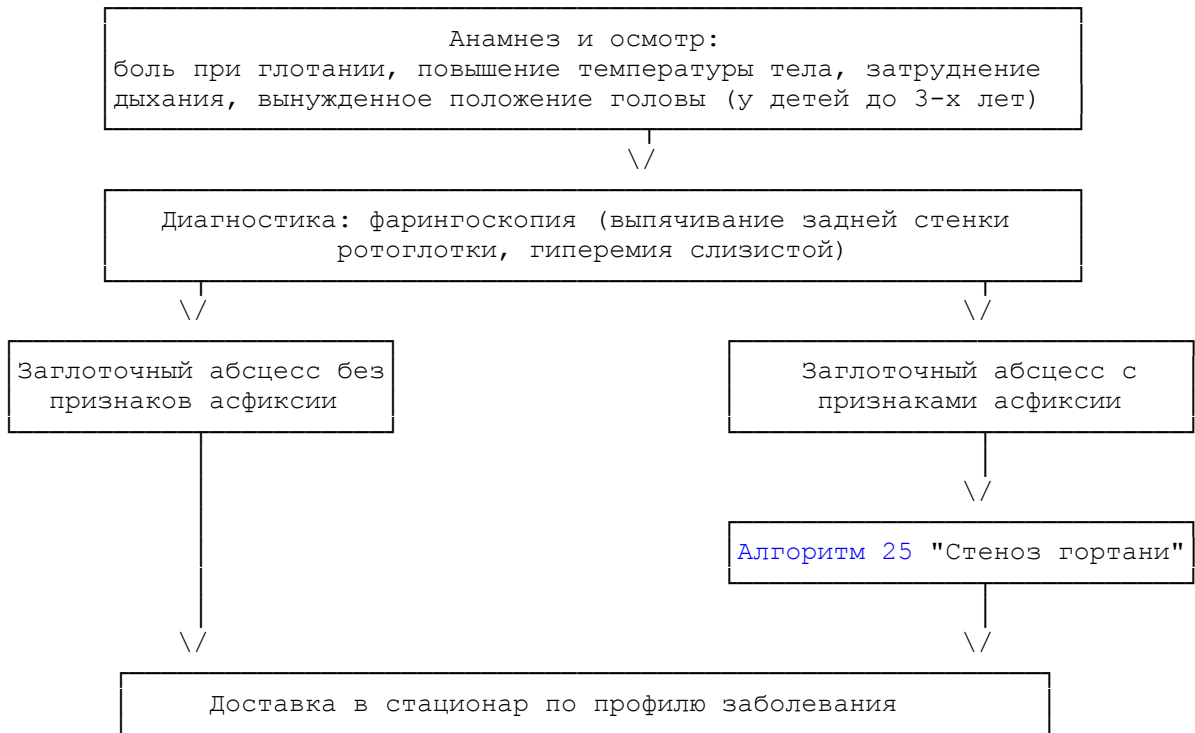 Анамнез и осмотр:
боль при глотании, повышение температуры тела, затруднение
дыхания, вынужденное положение головы (у детей до 3-х лет)
Диагностика: фарингоскопия (выпячивание задней стенки
ротоглотки, гиперемия слизистой)
Заглоточный абсцесс без
признаков асфиксии
Заглоточный абсцесс с
признаками асфиксии
Алгоритм 25 "Стеноз гортани"
Доставка в стационар по профилю заболевания